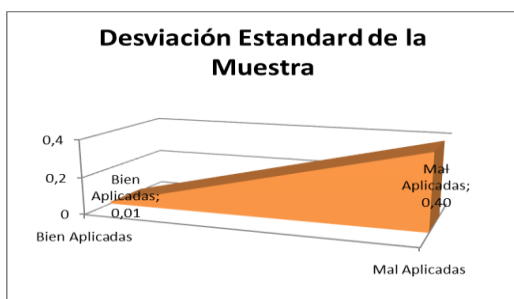 Desviación Estandard de la
Muestra
0,4
0,2
0
Bien
Aplicadas;
0,01
Mal
Aplicadas;
0,40
Bien Aplicadas
Mal Aplicadas